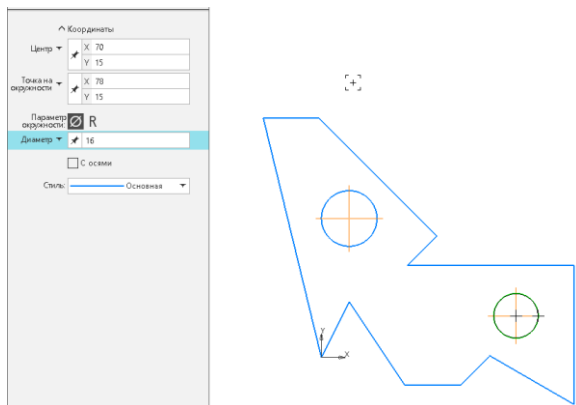 Координаты
Центр X 70
Y 15
Точка на окружности X 78
Y 15
Параметр окружности: Ø R
Диаметр 16
С осями
Стиль: Основная
Y
X